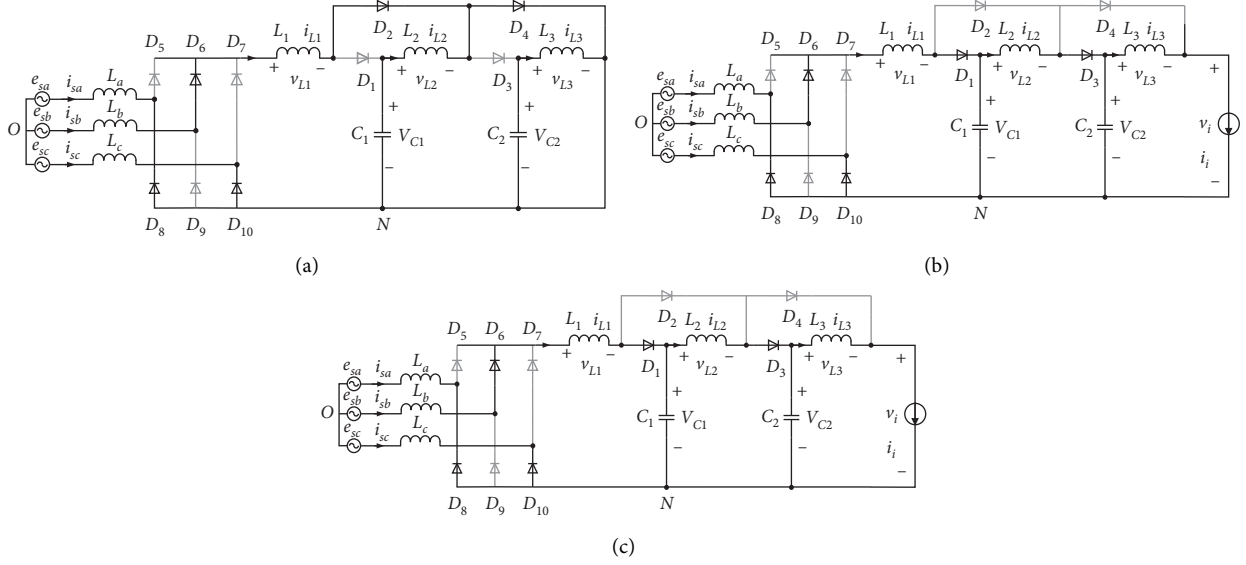 D2
D4
D5 D6 D7
L1 iL1
L2 iL2
L3 iL3
+ vL1 −
D1
+ vL2 −
D3
+ vL3 −
esa isa La
esb isb Lb
esc isc Lc
O
C1
+
VC1
−
C2
+
VC2
−
D8 D9 D10
N
(a)
D2
D4
D5 D6 D7
L1 iL1
L2 iL2
L3 iL3
+ vL1 −
D1
+ vL2 −
D3
+ vL3 −
+
esa isa La
esb isb Lb
esc isc Lc
O
C1
+
VC1
−
C2
+
VC2
−
vi
ii
−
D8 D9 D10
N
(b)
D2
D4
D5 D6 D7
L1 iL1
L2 iL2
L3 iL3
+ vL1 −
D1
+ vL2 −
D3
+ vL3 −
+
esa isa La
esb isb Lb
esc isc Lc
O
C1
+
VC1
−
C2
+
VC2
−
vi
ii
−
D8 D9 D10
N
(c)